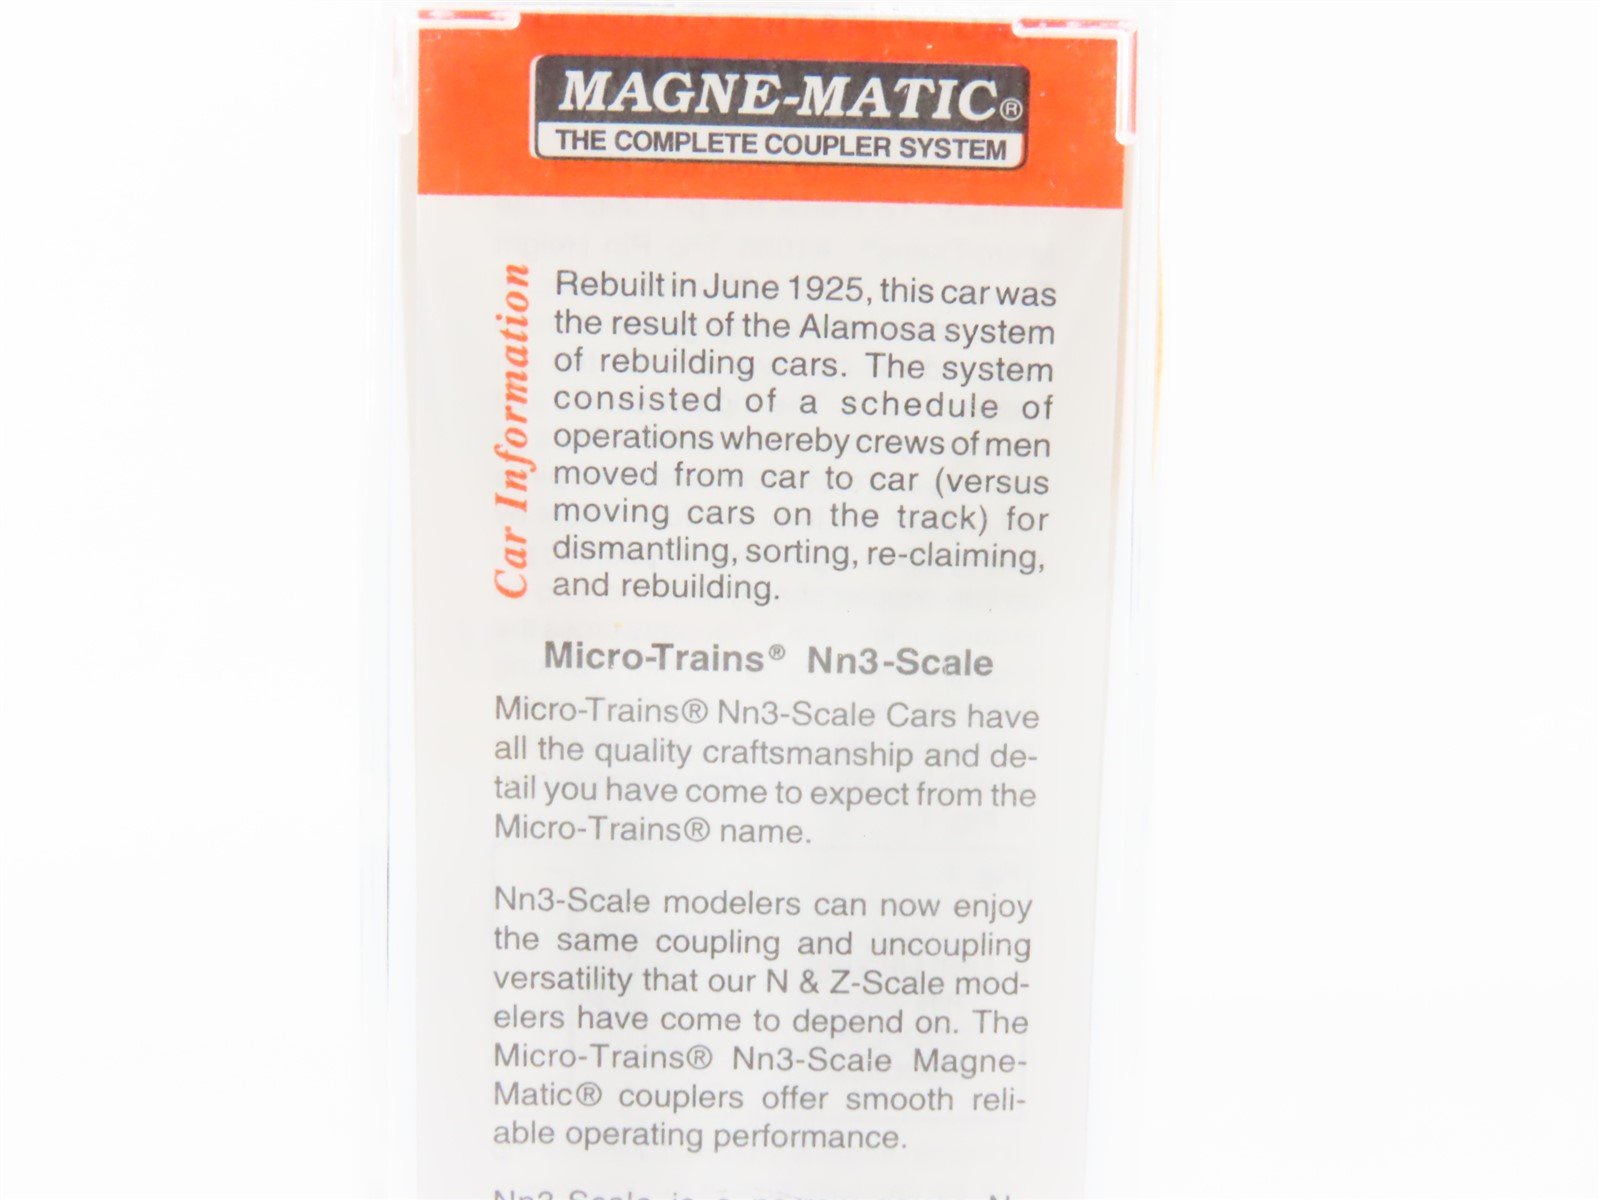 MAGNE-MATIC®
THE COMPLETE COUPLER SYSTEM
Car Information
Rebuilt in June 1925, this car was
the result of the Alamosa system
of rebuilding cars. The system
consisted of a schedule of
operations whereby crews of men
moved from car to car (versus
moving cars on the track) for
dismantling, sorting, re-claiming,
and rebuilding.
Micro-Trains® Nn3-Scale
Micro-Trains® Nn3-Scale Cars have
all the quality craftsmanship and de-
tail you have come to expect from the
Micro-Trains® name.
Nn3-Scale modelers can now enjoy
the same coupling and uncoupling
versatility that our N & Z-Scale mod-
elers have come to depend on. The
Micro-Trains® Nn3-Scale Magne-
Matic® couplers offer smooth reli-
able operating performance.
Nn3-Scale is a narrow